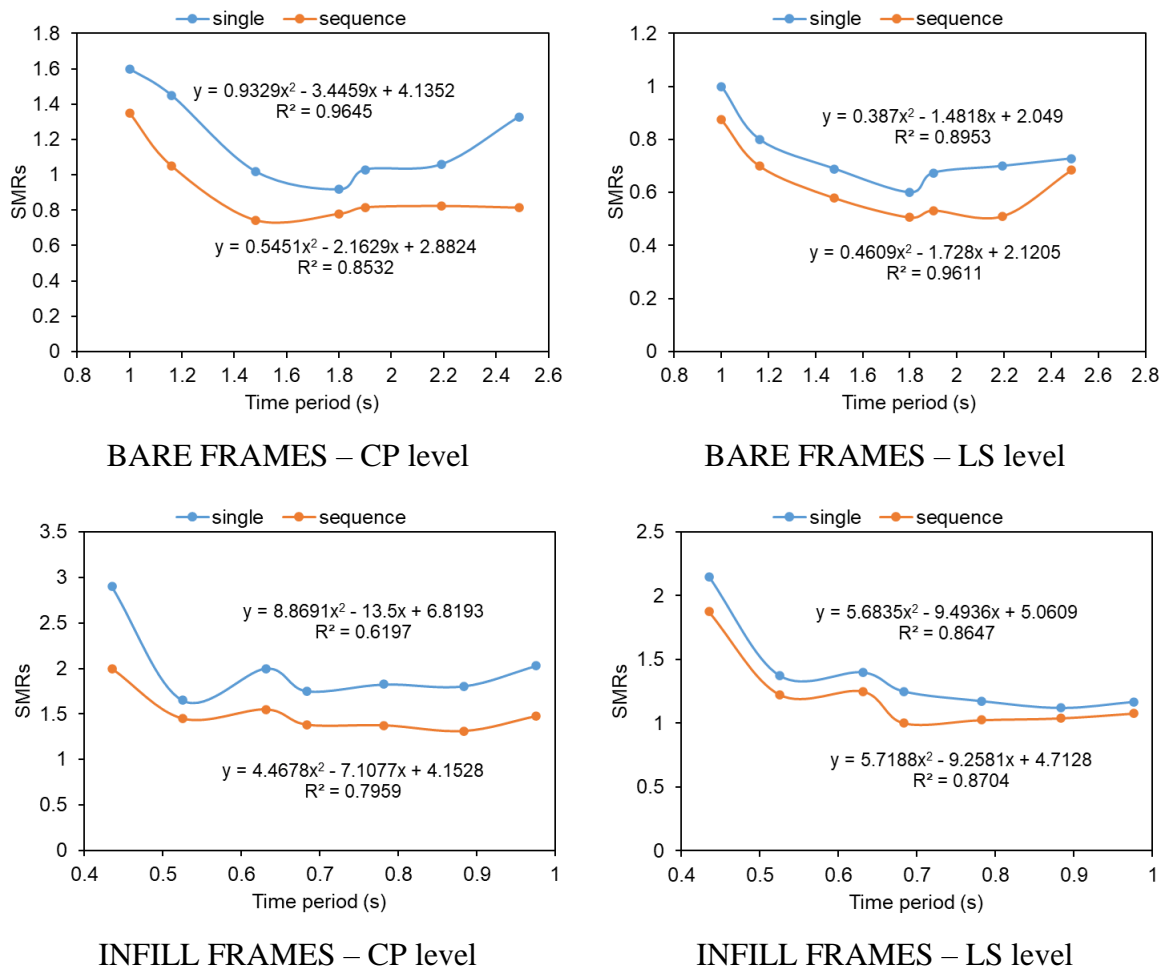 single sequence
1.8
1.6
1.4
1.2
1
0.8
0.6
0.4
0.2
0
SMRs
y = 0.9329x² - 3.4459x + 4.1352
R² = 0.9645
y = 0.5451x² - 2.1629x + 2.8824
R² = 0.8532
0.8 1 1.2 1.4 1.6 1.8 2 2.2 2.4 2.6
Time period (s)
BARE FRAMES – CP level
single sequence
1.2
1
0.8
0.6
0.4
0.2
0
SMRs
y = 0.387x² - 1.4818x + 2.049
R² = 0.8953
y = 0.4609x² - 1.728x + 2.1205
R² = 0.9611
0.8 1 1.2 1.4 1.6 1.8 2 2.2 2.4 2.6 2.8
Time period (s)
BARE FRAMES – LS level
single sequence
3.5
3
2.5
2
1.5
1
0.5
0
SMRs
y = 8.8691x² - 13.5x + 6.8193
R² = 0.6197
y = 4.4678x² - 7.1077x + 4.1528
R² = 0.7959
0.4 0.5 0.6 0.7 0.8 0.9 1
Time period (s)
INFILL FRAMES – CP level
single sequence
2.5
2
1.5
1
0.5
0
SMRs
y = 5.6835x² - 9.4936x + 5.0609
R² = 0.8647
y = 5.7188x² - 9.2581x + 4.7128
R² = 0.8704
0.4 0.5 0.6 0.7 0.8 0.9 1
Time period (s)
INFILL FRAMES – LS level